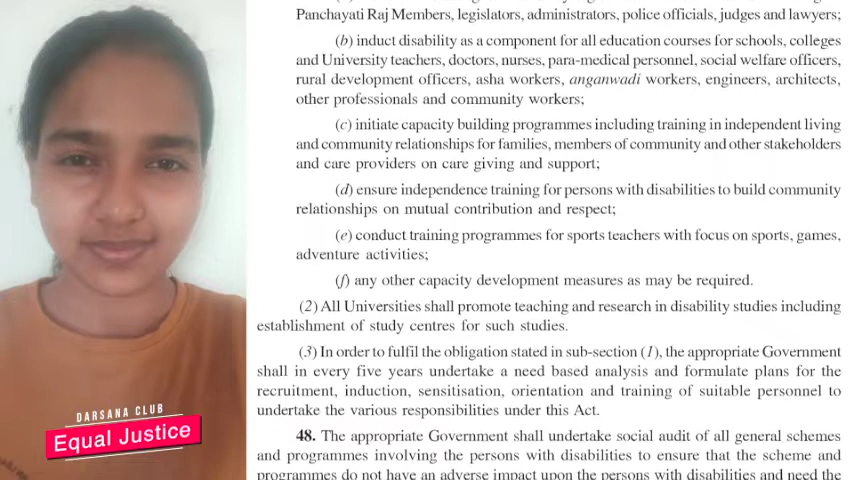 Panchayati Raj Members, legislators, administrators, police officials, judges and lawyers;
(b) induct disability as a component for all education courses for schools, colleges
and University teachers, doctors, nurses, para-medical personnel, social welfare officers,
rural development officers, asha workers, anganwadi workers, engineers, architects,
other professionals and community workers;
(c) initiate capacity building programmes including training in independent living
and community relationships for families, members of community and other stakeholders
and care providers on care giving and support;
(d) ensure independence training for persons with disabilities to build community
relationships on mutual contribution and respect;
(e) conduct training programmes for sports teachers with focus on sports, games,
adventure activities;
(f) any other capacity development measures as may be required.
(2) All Universities shall promote teaching and research in disability studies including
establishment of study centres for such studies.
(3) In order to fulfil the obligation stated in sub-section (1), the appropriate Government
shall in every five years undertake a need based analysis and formulate plans for the
recruitment, induction, sensitisation, orientation and training of suitable personnel to
undertake the various responsibilities under this Act.
48. The appropriate Government shall undertake social audit of all general schemes
and programmes involving the persons with disabilities to ensure that the scheme and
programmes do not have an adverse impact upon the persons with disabilities and need the
DARSANA CLUB
Equal Justice